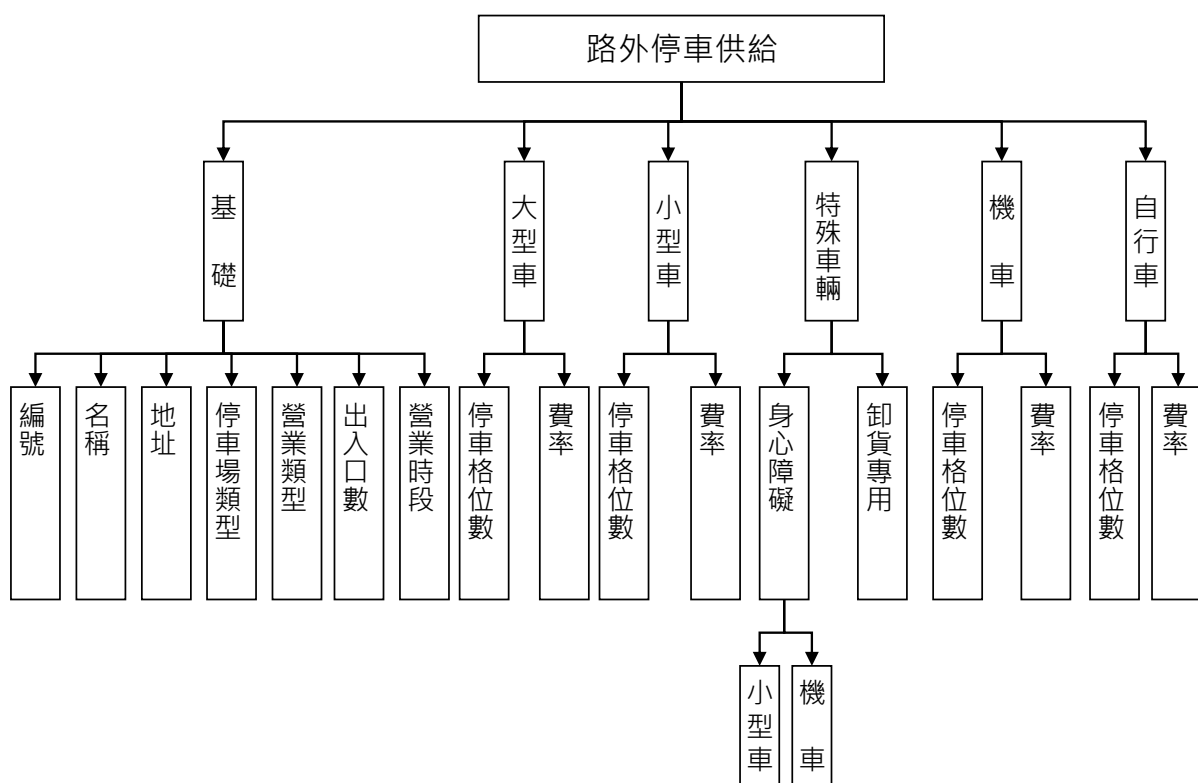 路外停車供給
基礎
大型車
小型車
特殊車輛
機車
自行車
編號
名稱
地址
停車場類型
營業類型
出入口數
營業時段
停車格位數
費率
停車格位數
費率
身心障礙
卸貨專用
停車格位數
費率
停車格位數
費率
小型車
機車